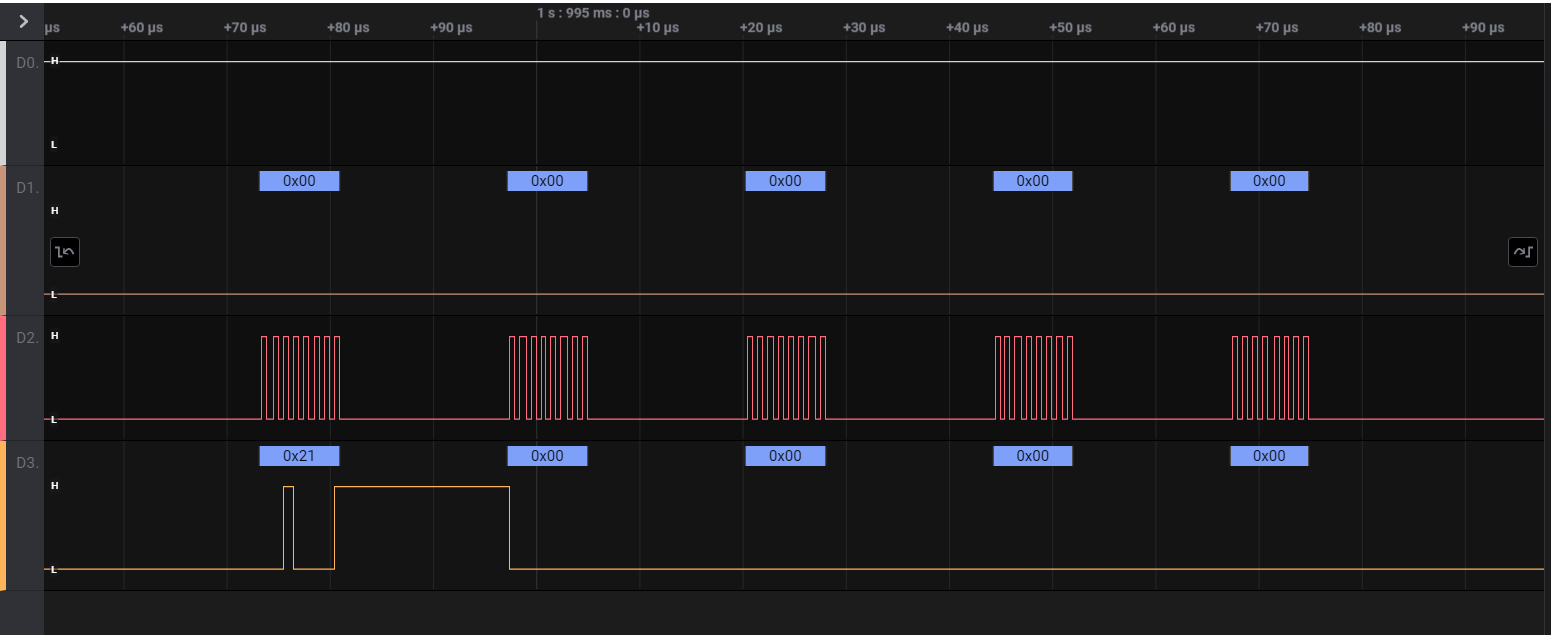 1 s : 995 ms : 0 µs
µs +60 µs +70 µs +80 µs +90 µs +10 µs +20 µs +30 µs +40 µs +50 µs +60 µs +70 µs +80 µs +90 µs
D0. H
L
0x00 0x00 0x00 0x00 0x00
D1.
H
L
D2. H
L
0x21 0x00 0x00 0x00 0x00
D3.
H
L